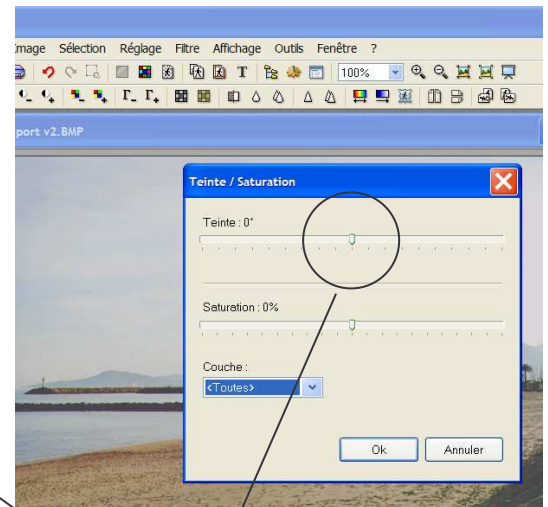 Image Sélection Réglage Filtre Affichage Outils Fenêtre ?
T 100%
Γ- Γ+
port v2.BMP
Teinte / Saturation
Teinte : 0°
Saturation : 0%
Couche :
<Toutes>
Ok Annuler